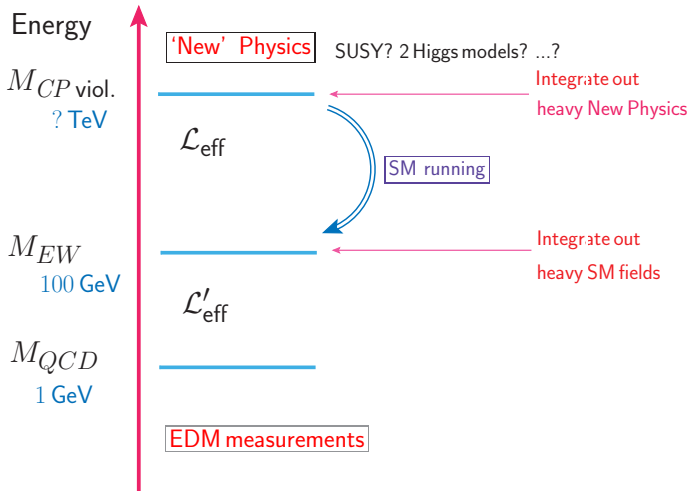 Energy
'New' Physics
SUSY? 2 Higgs models? ...?
M_{CP viol.}
? TeV
Integrate out
heavy New Physics
ℒ_eff
SM running
M_{EW}
100 GeV
Integrate out
heavy SM fields
ℒ′_eff
M_{QCD}
1 GeV
EDM measurements